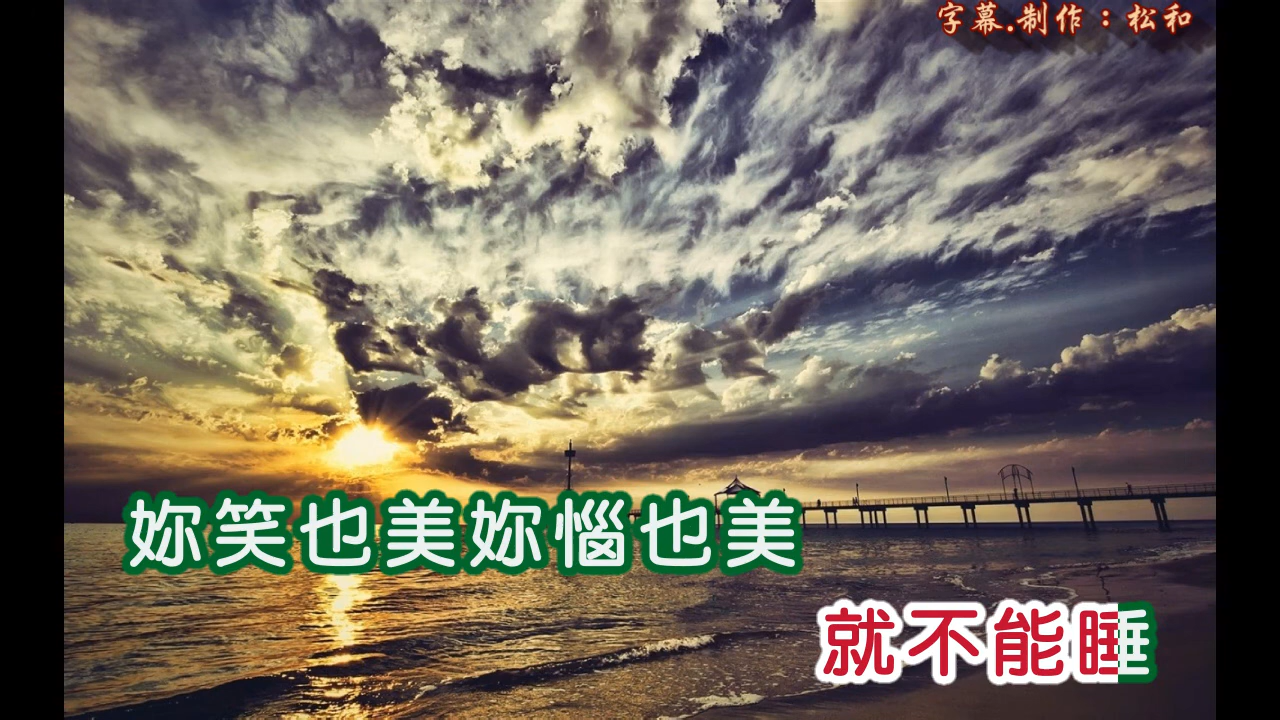 字幕.制作：松和
妳笑也美妳惱也美
就不能睡